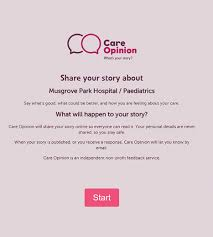 Care
Opinion
What's your story?
Share your story about
Musgrove Park Hospital / Paediatrics
Say what's good, what could be better, and how you are feeling about your care.
What will happen to your story?
Care Opinion will share your story online so everyone can read it. Your personal details are never
shared, so you stay safe.
When your story is published, or you receive a response, Care Opinion will let you know by
email.
Care Opinion is an independent non-profit feedback service.
Start